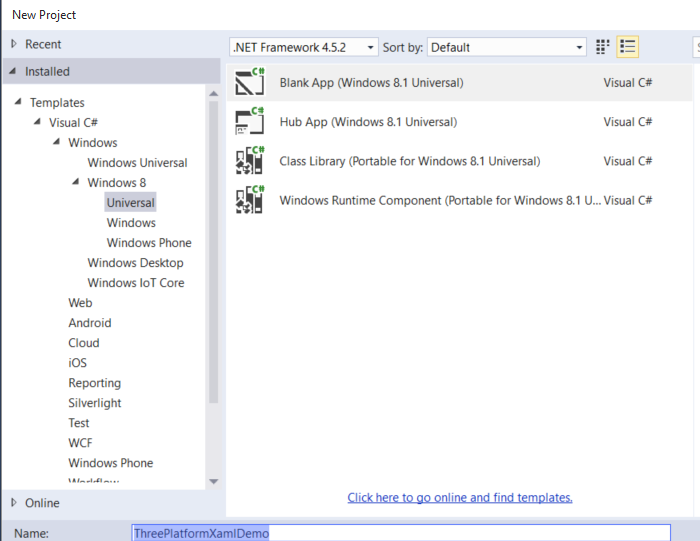 New Project
Recent
.NET Framework 4.5.2 Sort by: Default
Installed
Templates
Visual C#
Windows
Windows Universal
Windows 8
Universal
Windows
Windows Phone
Windows Desktop
Windows IoT Core
Web
Android
Cloud
iOS
Reporting
Silverlight
Test
WCF
Windows Phone
Workflow
Online
C# Blank App (Windows 8.1 Universal) Visual C#
C# Hub App (Windows 8.1 Universal) Visual C#
C# Class Library (Portable for Windows 8.1 Universal) Visual C#
C# Windows Runtime Component (Portable for Windows 8.1 U... Visual C#
Click here to go online and find templates.
Name: ThreePlatformXamlDemo